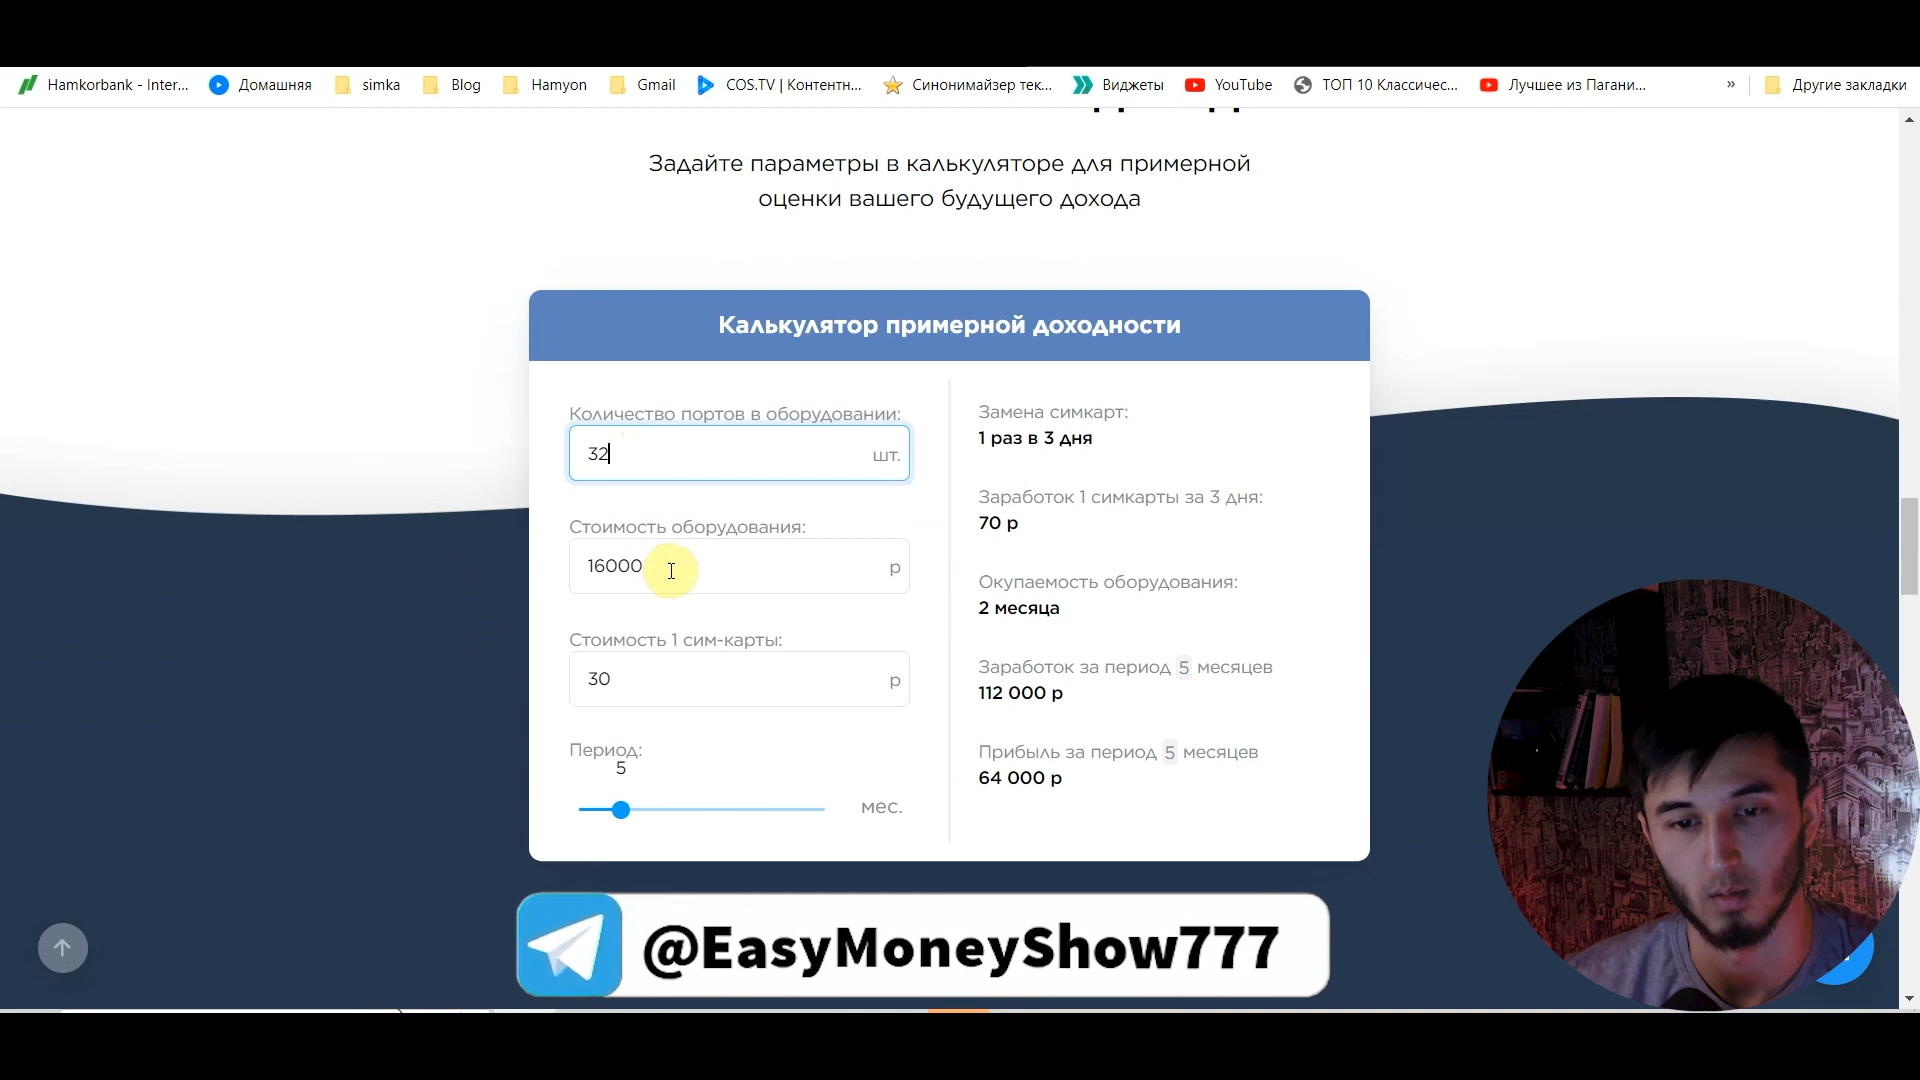 Hamkorbank - Inter...
Домашняя
simka
Blog
Hamyon
Gmail
COS.TV | Контентн...
Синонимайзер тек...
Виджеты
YouTube
ТОП 10 Классичес...
Лучшее из Пагани...
»
Другие закладки
Задайте параметры в калькуляторе для примерной
оценки вашего будущего дохода
Калькулятор примерной доходности
Количество портов в оборудовании:
32 шт.
Стоимость оборудования:
16000 р
Стоимость 1 сим-карты:
30 р
Период:
5
мес.
Замена симкарт:
1 раз в 3 дня
Заработок 1 симкарты за 3 дня:
70 р
Окупаемость оборудования:
2 месяца
Заработок за период 5 месяцев
112 000 р
Прибыль за период 5 месяцев
64 000 р
@EasyMoneyShow777